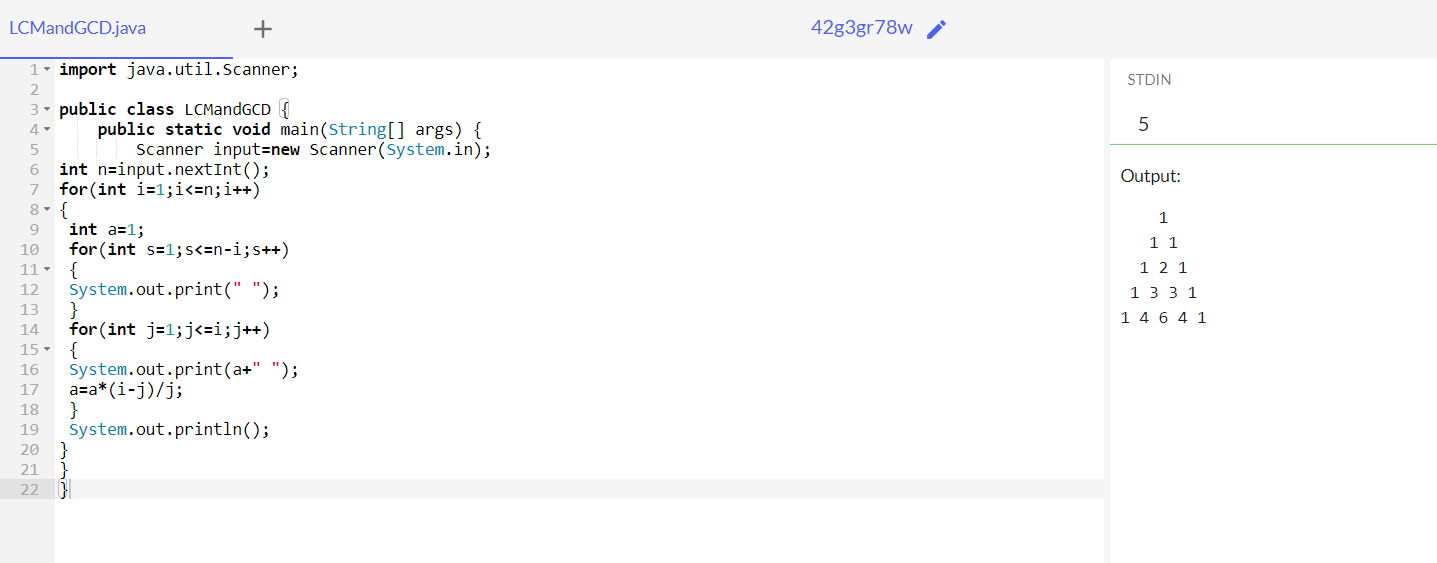 LCMandGCD.java + 42g3gr78w
1 import java.util.Scanner;
2
3 public class LCMandGCD {
4 public static void main(String[] args) {
5 Scanner input=new Scanner(System.in);
6 int n=input.nextInt();
7 for(int i=1;i<=n;i++)
8 {
9 int a=1;
10 for(int s=1;s<=n-i;s++)
11 {
12 System.out.print(" ");
13 }
14 for(int j=1;j<=i;j++)
15 {
16 System.out.print(a+" ");
17 a=a*(i-j)/j;
18 }
19 System.out.println();
20 }
21 }
22 }
STDIN
5
Output:
1
1 1
1 2 1
1 3 3 1
1 4 6 4 1